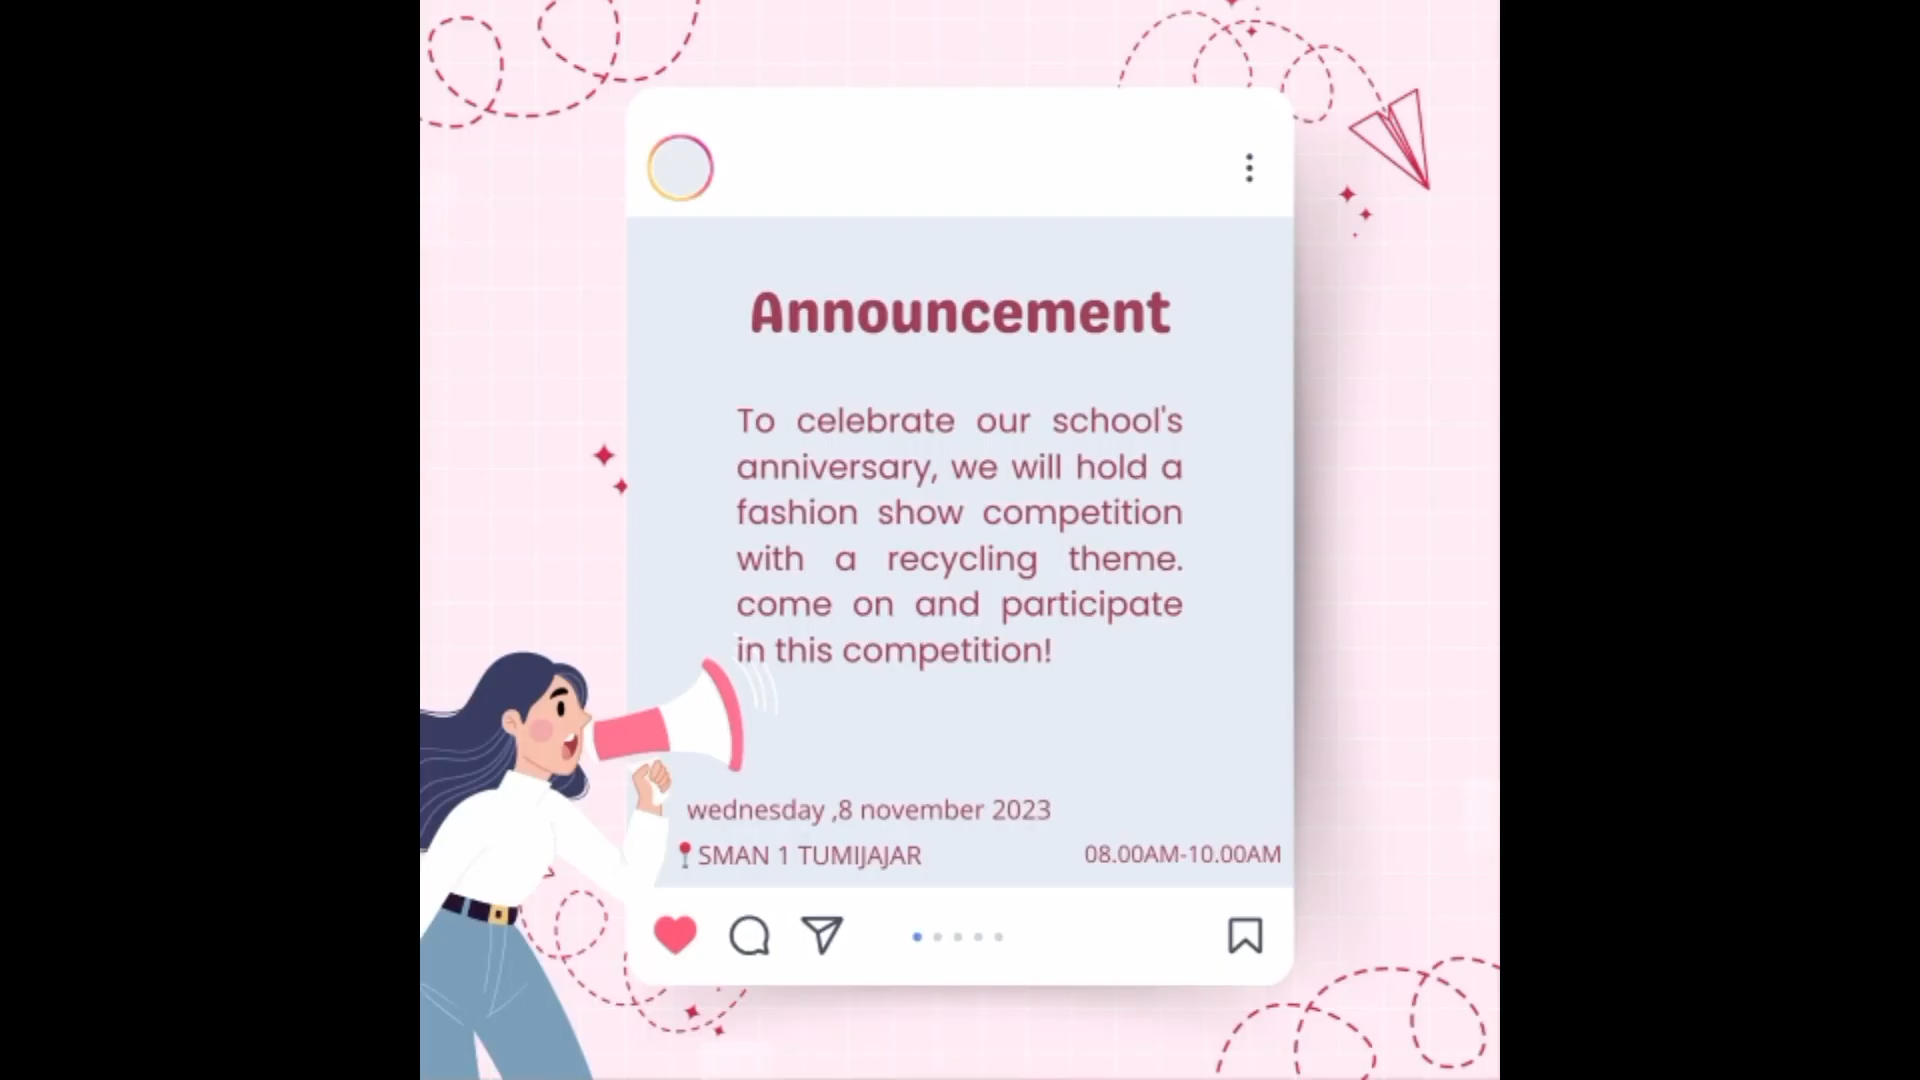 Announcement
To celebrate our school's
anniversary, we will hold a
fashion show competition
with a recycling theme.
come on and participate
in this competition!
wednesday ,8 november 2023
SMAN 1 TUMIJAJAR
08.00AM-10.00AM